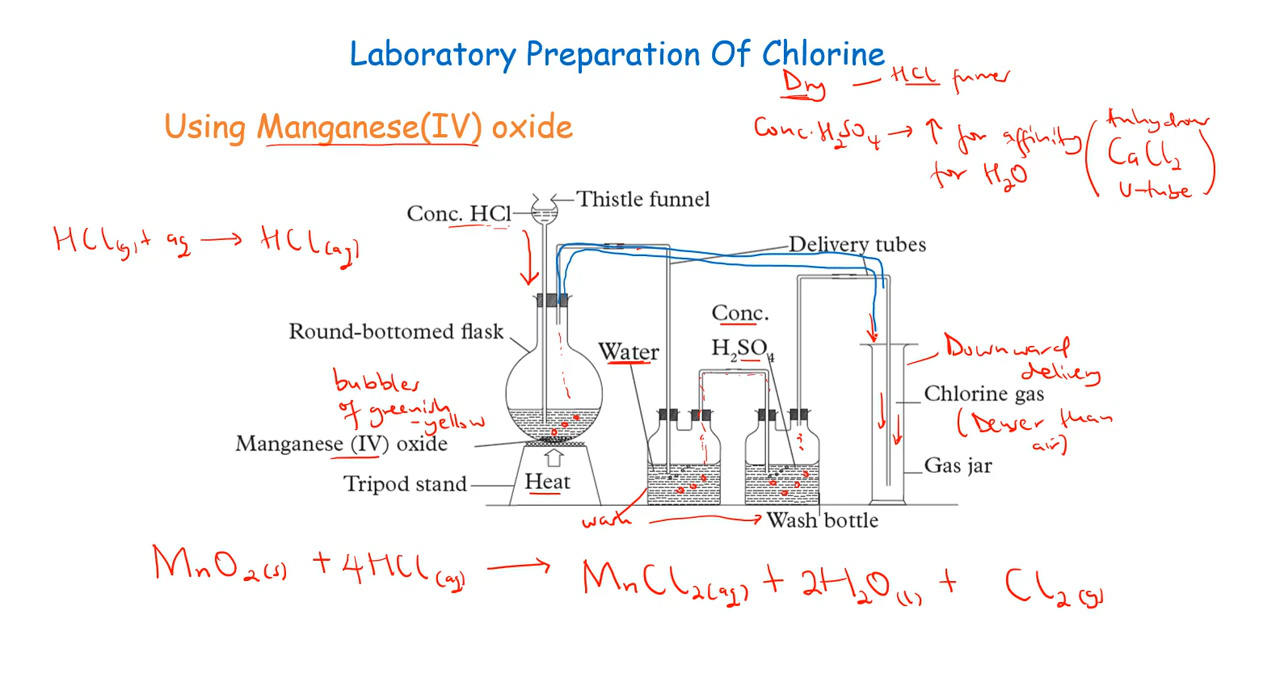 Laboratory Preparation Of Chlorine
Dry — HCl fumes
Using Manganese(IV) oxide
Conc. H₂SO₄ → ↑ for affinity
for H₂O
(Anhydrous
CaCl₂
U-tube)
Thistle funnel
Conc. HCl
HCl(g) + aq → HCl(aq)
Delivery tubes
Conc.
H₂SO₄
Round-bottomed flask
Water
Downward
delivery
bubbles
of greenish
-yellow
Chlorine gas
(Denser than
air)
Manganese (IV) oxide
Gas jar
Tripod stand
Heat
wash → Wash bottle
MnO₂(s) + 4HCl(aq) → MnCl₂(aq) + 2H₂O(l) + Cl₂(g)